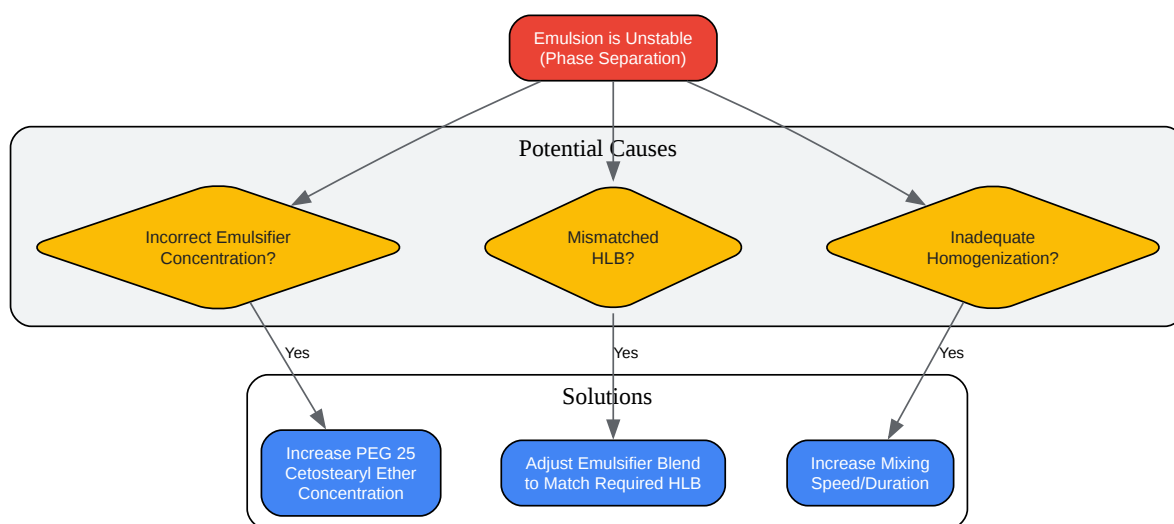 Emulsion is Unstable
(Phase Separation)
Potential Causes
Incorrect Emulsifier
Concentration?
Mismatched
HLB?
Inadequate
Homogenization?
Yes
Yes
Yes
Solutions
Increase PEG 25
Cetostearyl Ether
Concentration
Adjust Emulsifier Blend
to Match Required HLB
Increase Mixing
Speed/Duration